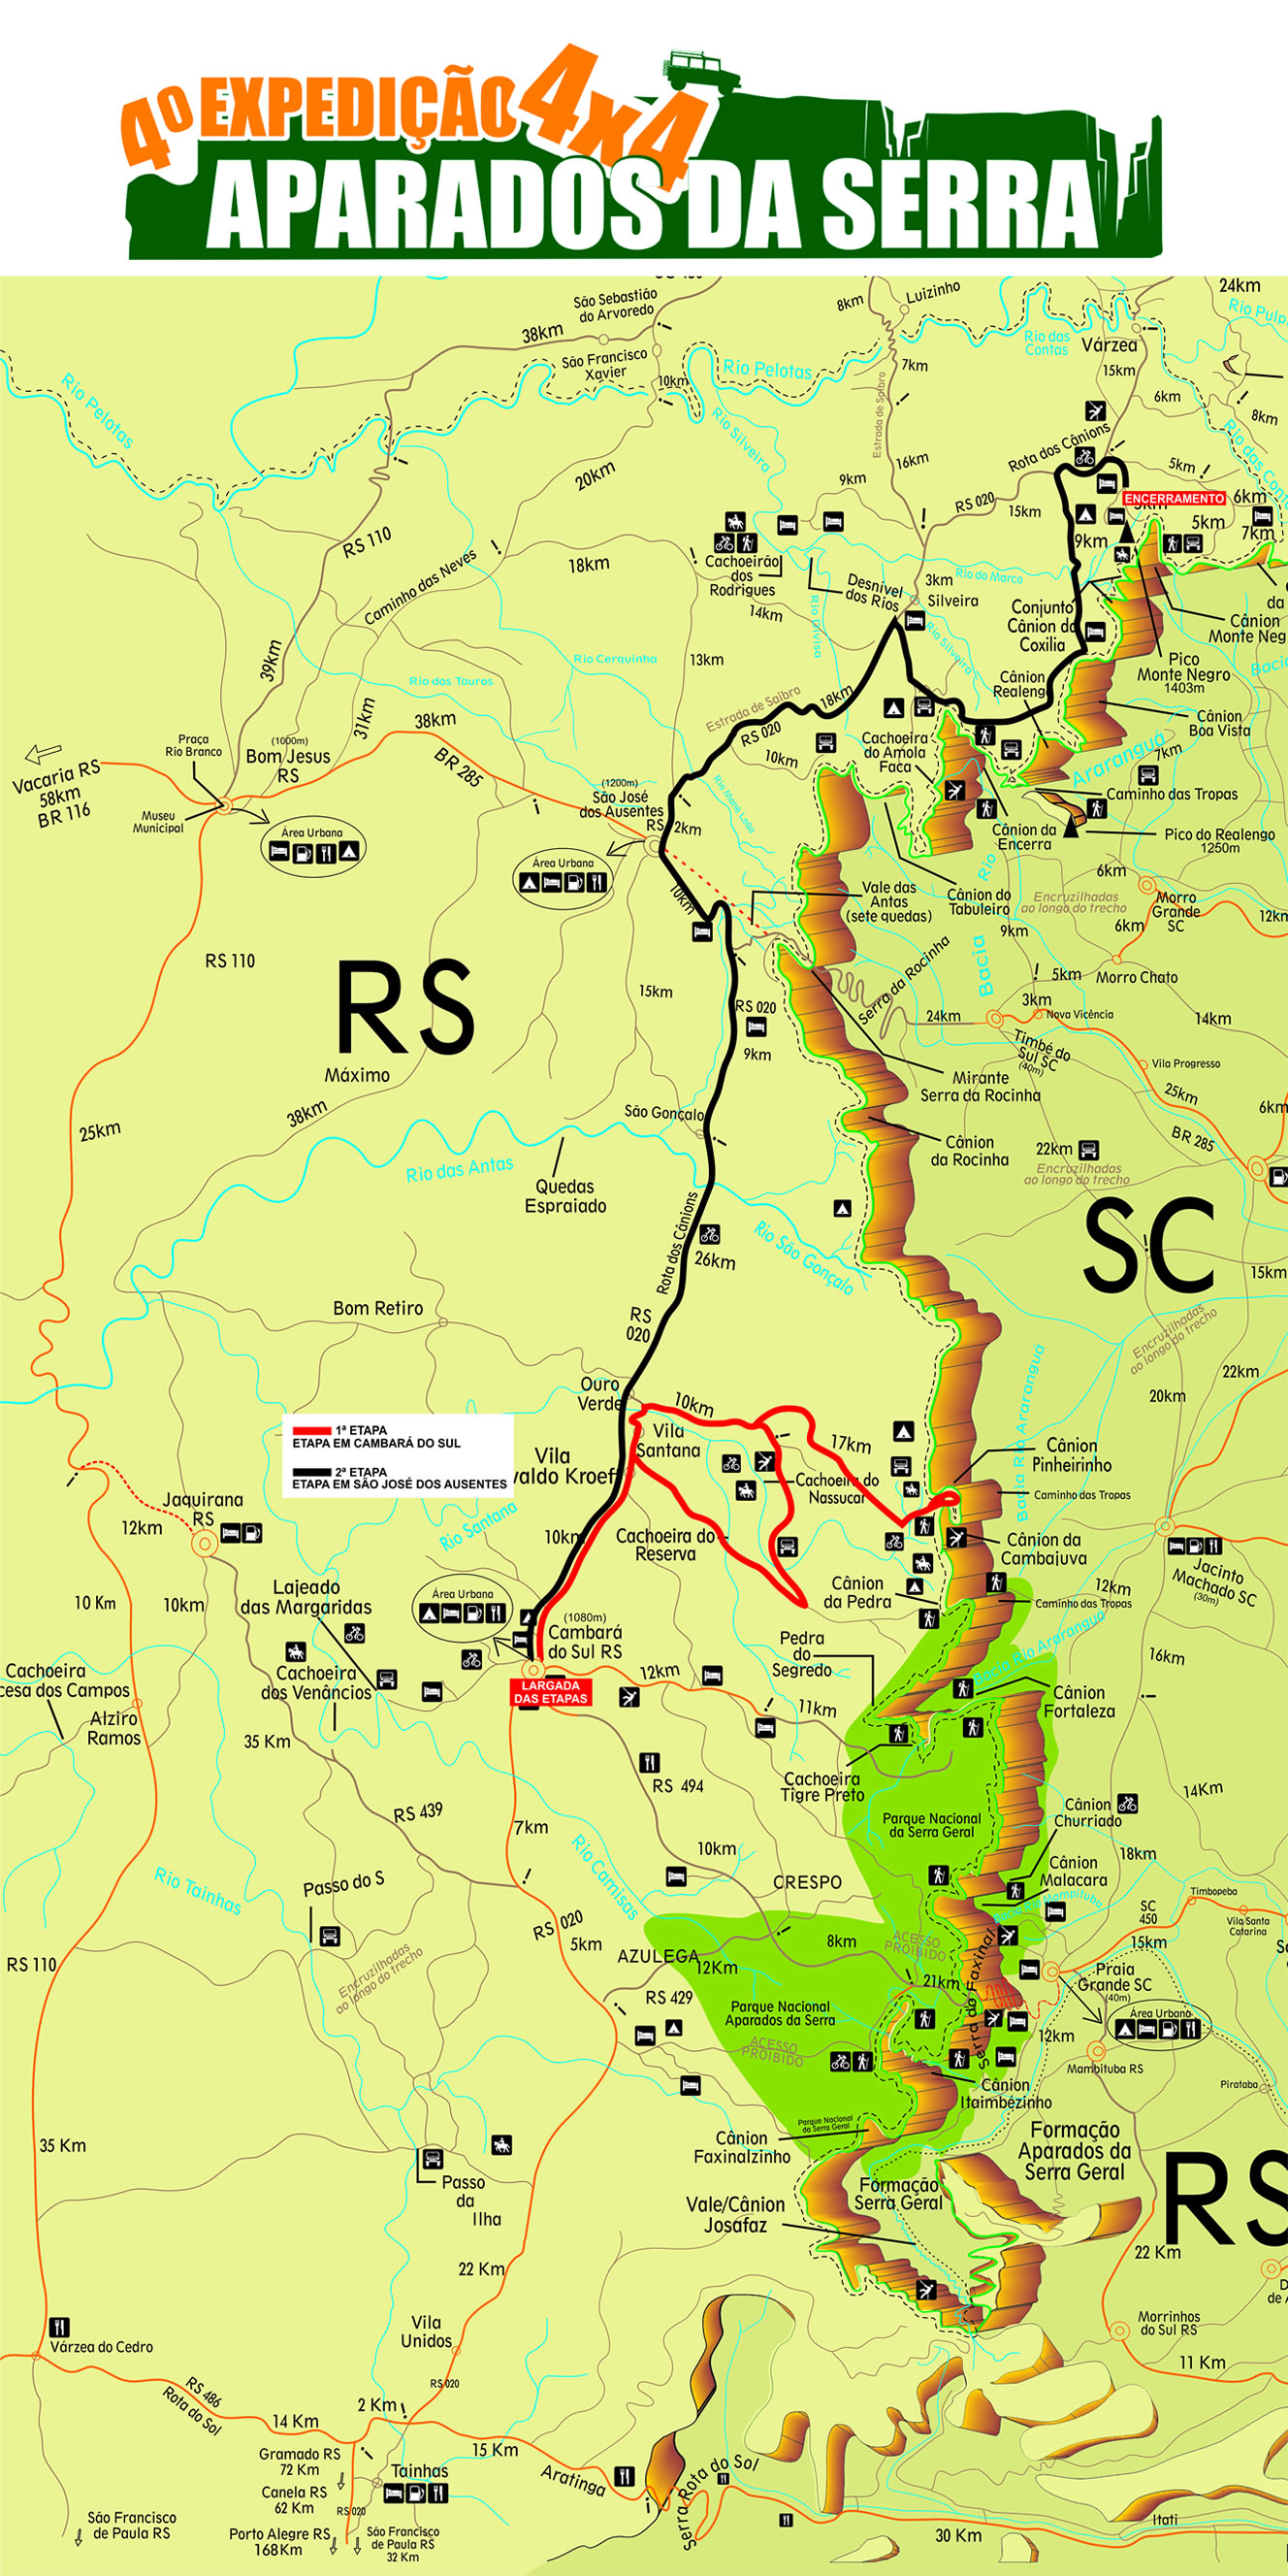 4º EXPEDIÇÃO 4x4
APARADOS DA SERRA
São Sebastião
do Arvoredo
38km
São Francisco
Xavier
10km
Rio Pelotas
Rio Pelotas
8km
Luizinho
7km
Estrada de Saibro
16km
Rio das
Contas
Várzea
15km
24km
6km
8km
Rio Silveira
20km
RS 110
Caminho das Neves
18km
9km
RS 020
15km
Rota dos Cânions
5km
ENCERRAMENTO
6km
5km
7km
9km
Cachoeirão
dos
Rodrigues
14km
Desnível
dos Rios
3km
Silveira
Rio do Marco
Rio Silveira
Conjunto
Cânion da
Coxilia
Cânion
Pico
Monte Negro
1403m
39km
Rio dos Touros
Rio Cerquinha
13km
31km
38km
BR 285
Estrada de Saibro
18km
RS 020
10km
Cânion
Realengo
Cânion
Boa Vista
Araranguá
7km
Praça
Rio Branco
(1000m)
Bom Jesus
RS
Vacaria RS
58km
BR 116
Museu
Municipal
Área Urbana
(1200m)
São José
dos Ausentes
RS
2km
Área Urbana
10km
Rio Mané Leão
Cachoeira
do Amola
Faca
Caminho das Tropas
Cânion da
Encerra
Pico do Realengo
1250m
Vale das
Antas
(sete quedas)
Cânion do
Tabuleiro
Rio
Bacia
Encruzilhadas
ao longo do trecho
6km
Morro
Grande
SC
12km
6km
9km
5km
Morro Chato
RS 110
RS
Máximo
38km
15km
RS 020
9km
Serra da Rocinha
24km
3km
Nova Vicência
Timbé do
Sul SC
(40m)
14km
Vila Progresso
25km
BR 285
6km
Mirante
Serra da Rocinha
25km
São Gonçalo
Cânion
da Rocinha
22km
Encruzilhadas
ao longo do trecho
Rio das Antas
Quedas
Espraiado
Rota dos Cânions
26km
Rio São Gonçalo
SC
15km
Bom Retiro
RS
020
Encruzilhadas
ao longo do trecho
22km
20km
Bacia Rio Araranguá
Ouro
Verde
10km
Vila
Santana
17km
1ª ETAPA
ETAPA EM CAMBARÁ DO SUL
2ª ETAPA
ETAPA EM SÃO JOSÉ DOS AUSENTES
Vila
valdo Kroeff
Cachoeira do
Nassucar
Cânion
Pinheirinho
Caminho das Tropas
Jaquirana
RS
12km
Rio Santana
10km
Cachoeira do
Reserva
Cânion da
Cambajuva
Jacinto
Machado SC
(30m)
10 Km
10km
Lajeado
das Margaridas
Área Urbana
(1080m)
Cambará
do Sul RS
Cânion
da Pedra
12km
Caminho das Tropas
Bacia Rio Araranguá
Cachoeira
cesa dos Campos
Cachoeira
dos Venâncios
LARGADA
DAS ETAPAS
12km
Pedra
do
Segredo
16km
11km
Cânion
Fortaleza
Alziro
Ramos
35 Km
RS 494
Cachoeira
Tigre Preto
14Km
RS 439
7km
Parque Nacional
da Serra Geral
Cânion
Churriado
10km
18km
Rio Camisas
Cânion
Malacara
Rio Tainhas
Passo do S
CRESPO
Timbopeba
SC
450
Vila Santa
Catarina
RS 020
5km
8km
ACESSO
PROIBIDO
15km
RS 110
Encruzilhadas
ao longo do trecho
AZULEGA
12Km
21km
Serra do Faxinal
Praia
Grande SC
(40m)
Área Urbana
RS 429
Parque Nacional
Aparados da Serra
ACESSO
PROIBIDO
12km
Mambituba RS
Pirataba
Cânion
Itaimbézinho
35 Km
Parque Nacional
da Serra Geral
Cânion
Faxinalzinho
Formação
Aparados da
Serra Geral
Passo
da
Ilha
Formação
Serra Geral
RS
Vale/Cânion
Josafaz
22 Km
22 Km
Várzea do Cedro
Vila
Unidos
Morrinhos
do Sul RS
RS 020
11 Km
RS 486
Rota do Sol
2 Km
14 Km
15 Km
Gramado RS
72 Km
Canela RS
62 Km
Tainhas
Aratinga
Serra Rota do Sol
RS 020
São Francisco
de Paula RS
Porto Alegre RS
168Km
São Francisco
de Paula RS
32 Km
30 Km
Itati